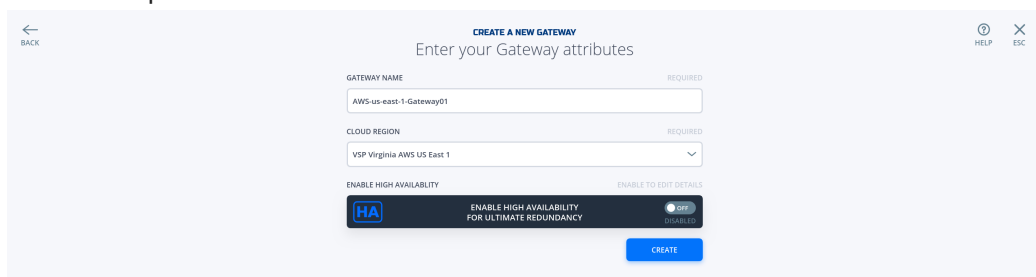 BACK
CREATE A NEW GATEWAY
Enter your Gateway attributes
HELP
ESC
GATEWAY NAME REQUIRED
AWS-us-east-1-Gateway01
CLOUD REGION REQUIRED
VSP Virginia AWS US East 1
ENABLE HIGH AVAILABLITY ENABLE TO EDIT DETAILS
HA
ENABLE HIGH AVAILABILITY
FOR ULTIMATE REDUNDANCY
OFF
DISABLED
CREATE